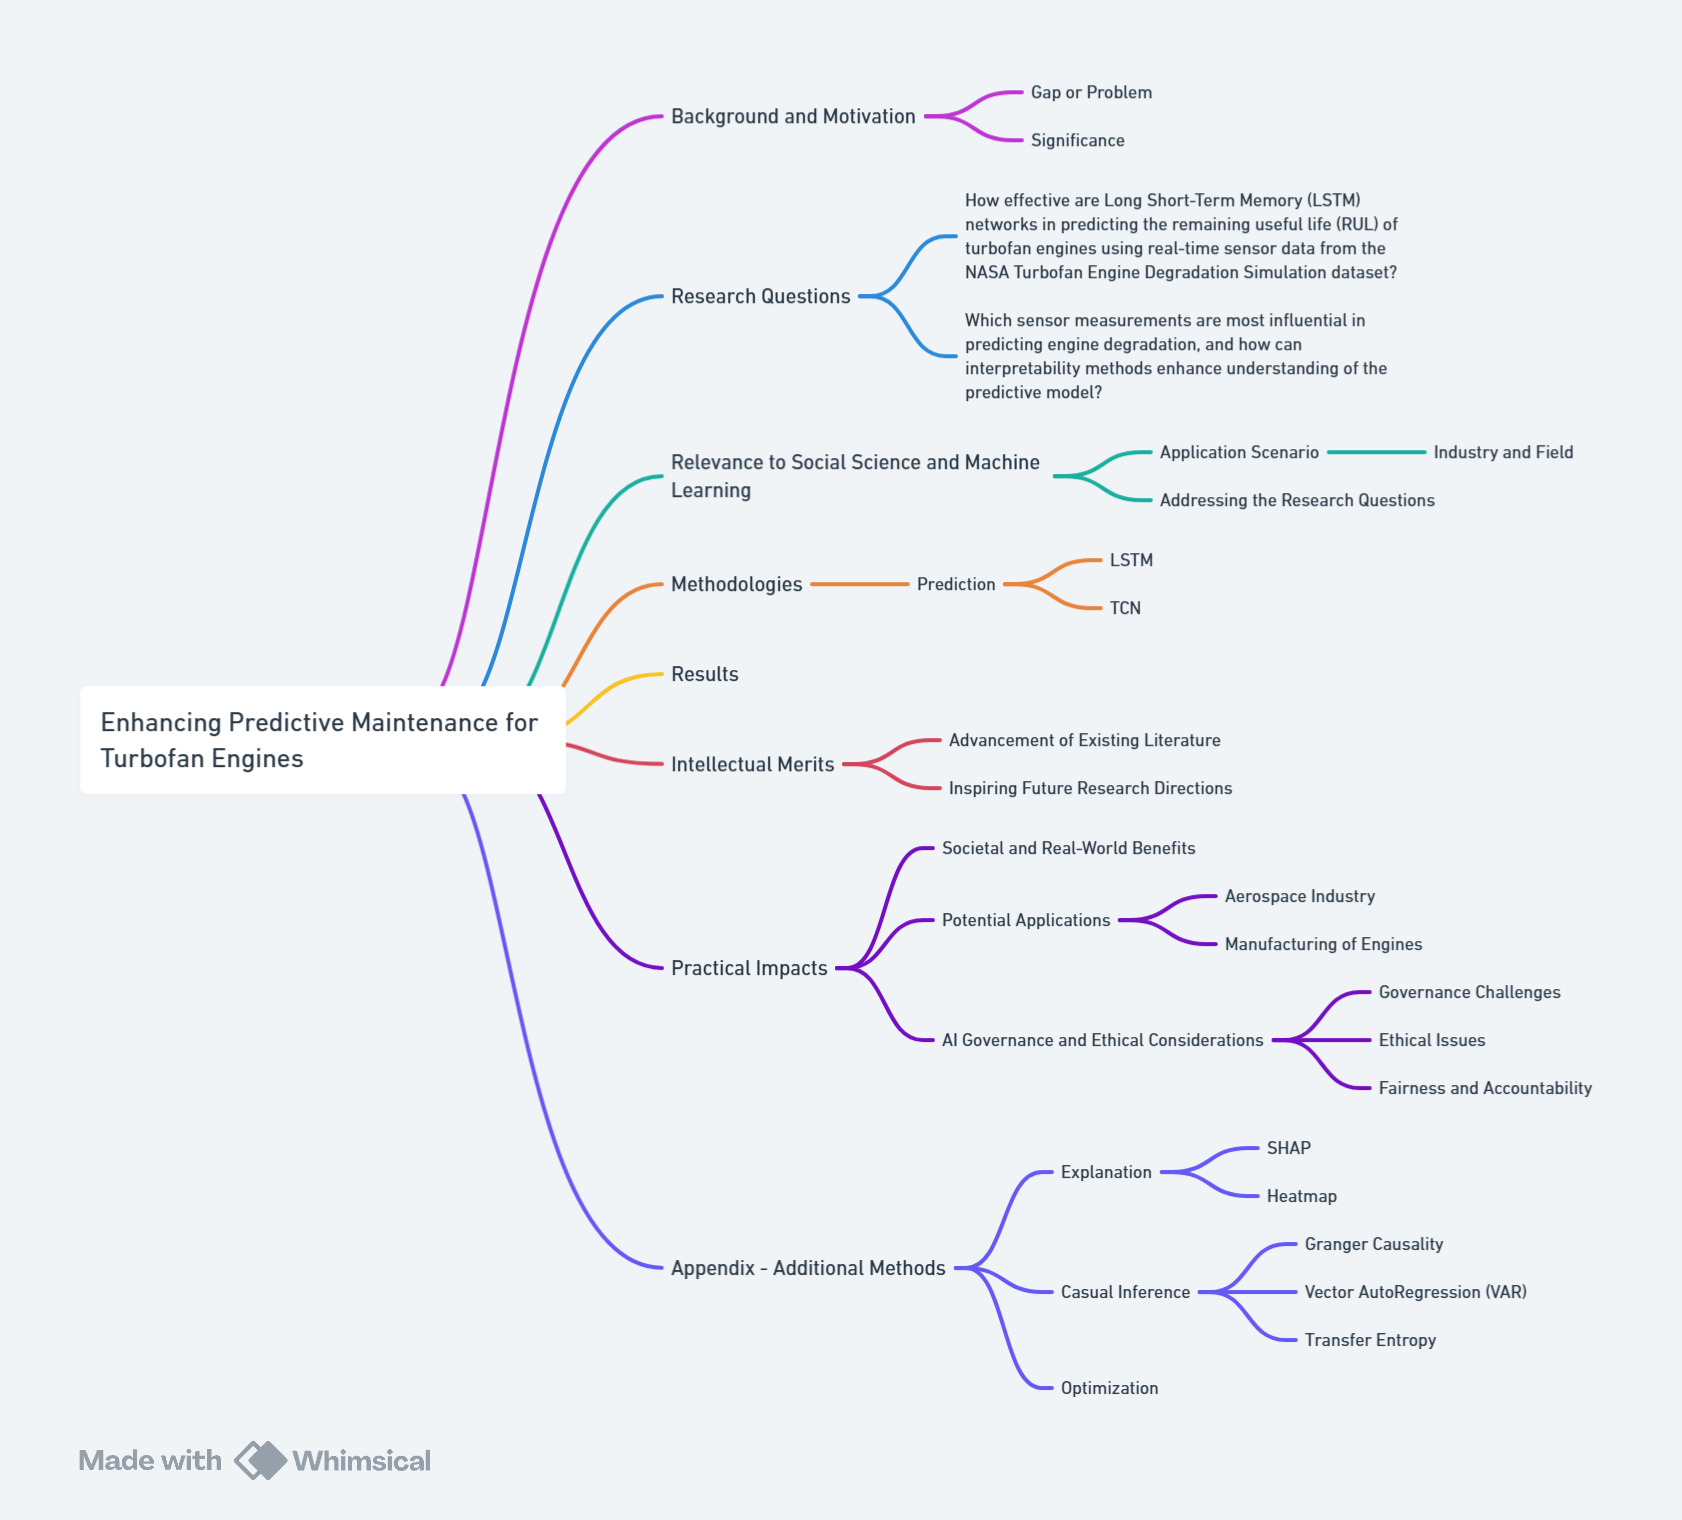 Background and Motivation
Gap or Problem
Significance
Research Questions
How effective are Long Short-Term Memory (LSTM)
networks in predicting the remaining useful life (RUL) of
turbofan engines using real-time sensor data from the
NASA Turbofan Engine Degradation Simulation dataset?
Which sensor measurements are most influential in
predicting engine degradation, and how can
interpretability methods enhance understanding of the
predictive model?
Relevance to Social Science and Machine
Learning
Application Scenario
Industry and Field
Addressing the Research Questions
Methodologies
Prediction
LSTM
TCN
Results
Enhancing Predictive Maintenance for
Turbofan Engines
Intellectual Merits
Advancement of Existing Literature
Inspiring Future Research Directions
Practical Impacts
Societal and Real-World Benefits
Potential Applications
Aerospace Industry
Manufacturing of Engines
AI Governance and Ethical Considerations
Governance Challenges
Ethical Issues
Fairness and Accountability
Appendix - Additional Methods
Explanation
SHAP
Heatmap
Casual Inference
Granger Causality
Vector AutoRegression (VAR)
Transfer Entropy
Optimization
Made with Whimsical